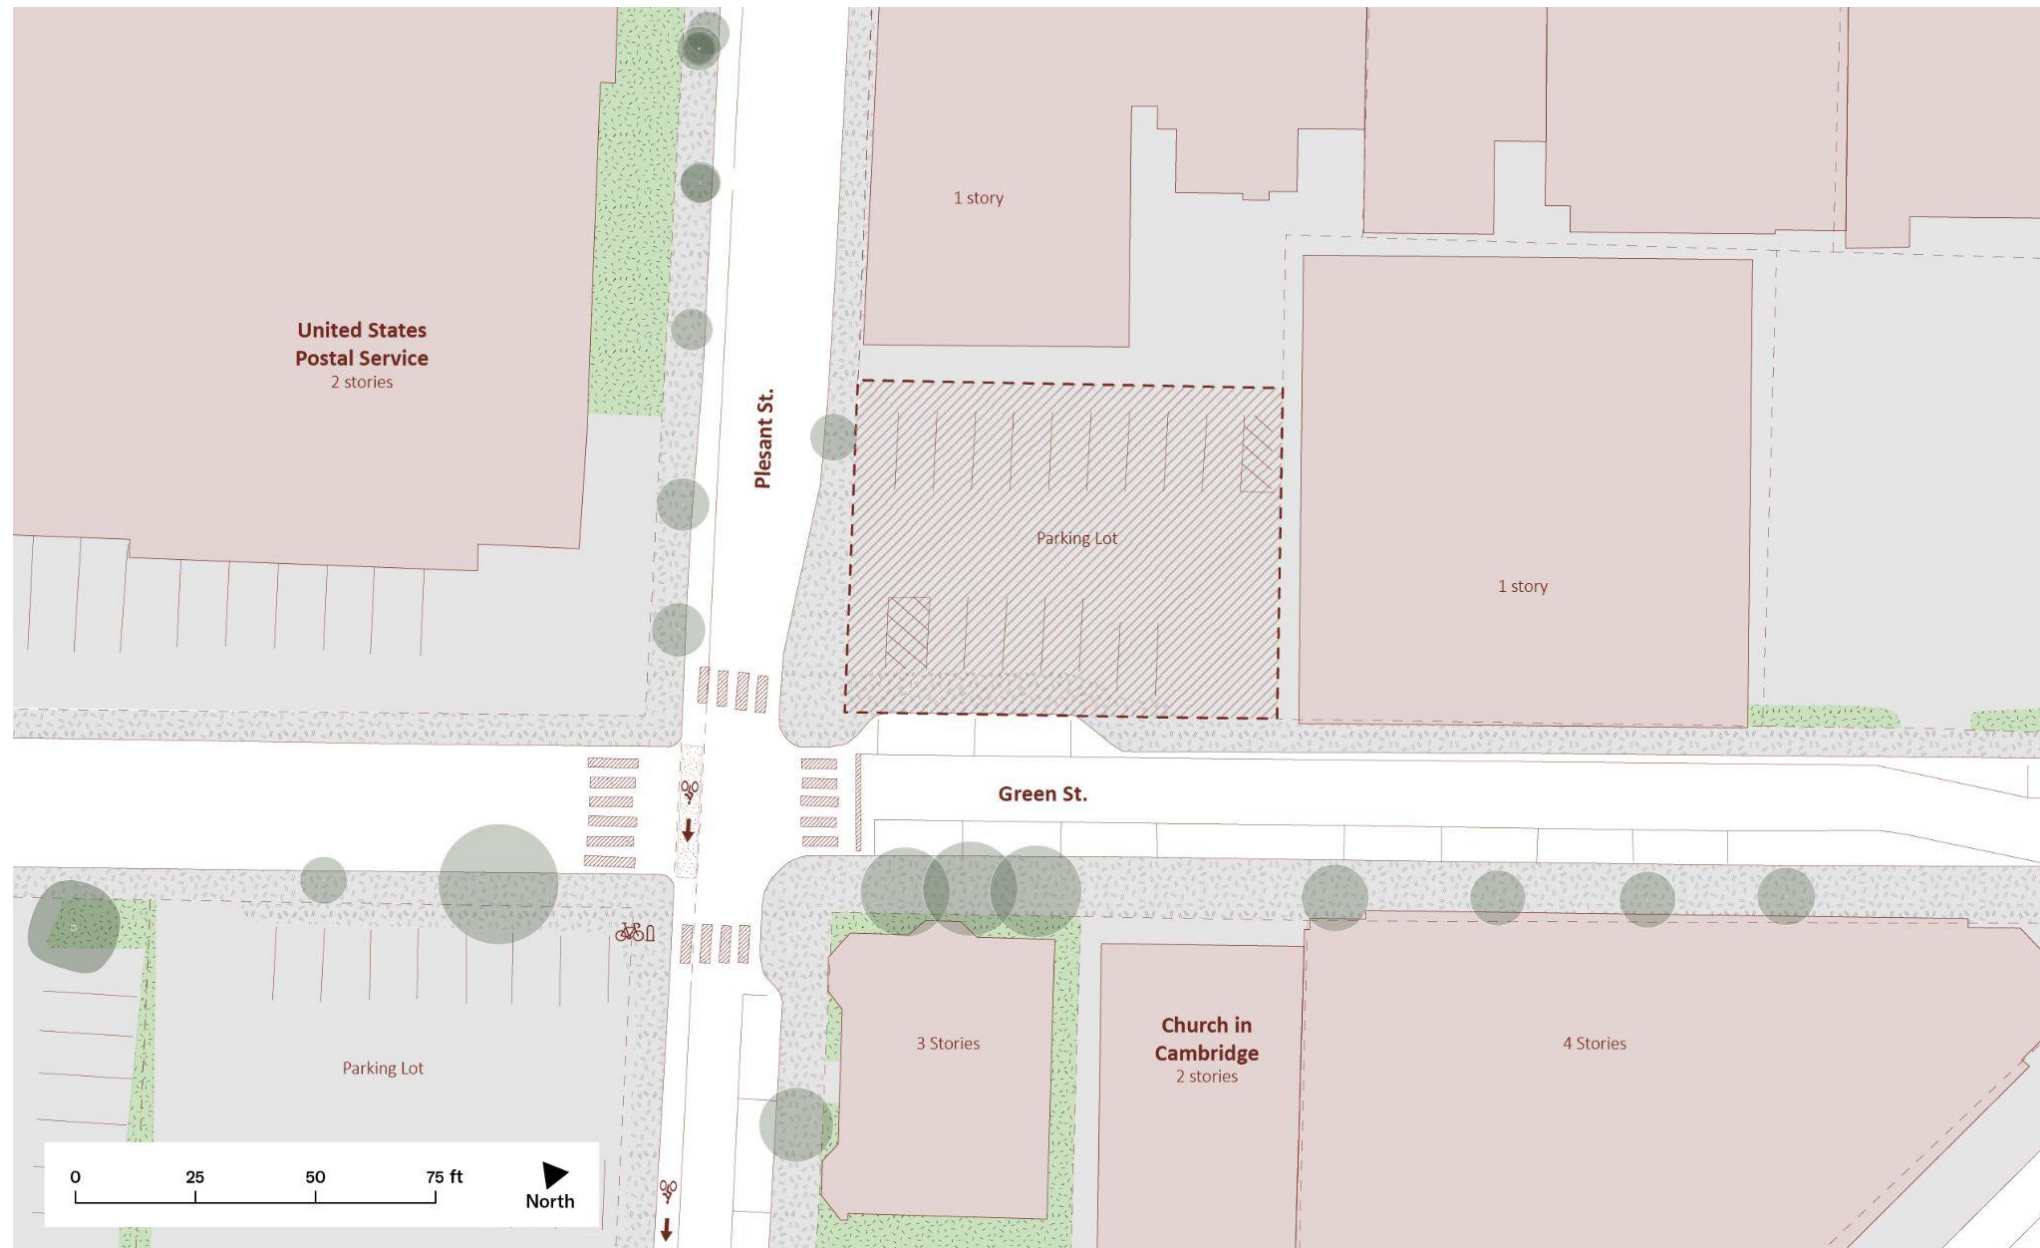 1 story
United States
Postal Service
2 stories
Plesant St.
Parking Lot
1 story
Green St.
Church in
Cambridge
2 stories
3 Stories
4 Stories
Parking Lot
0 25 50 75 ft
North